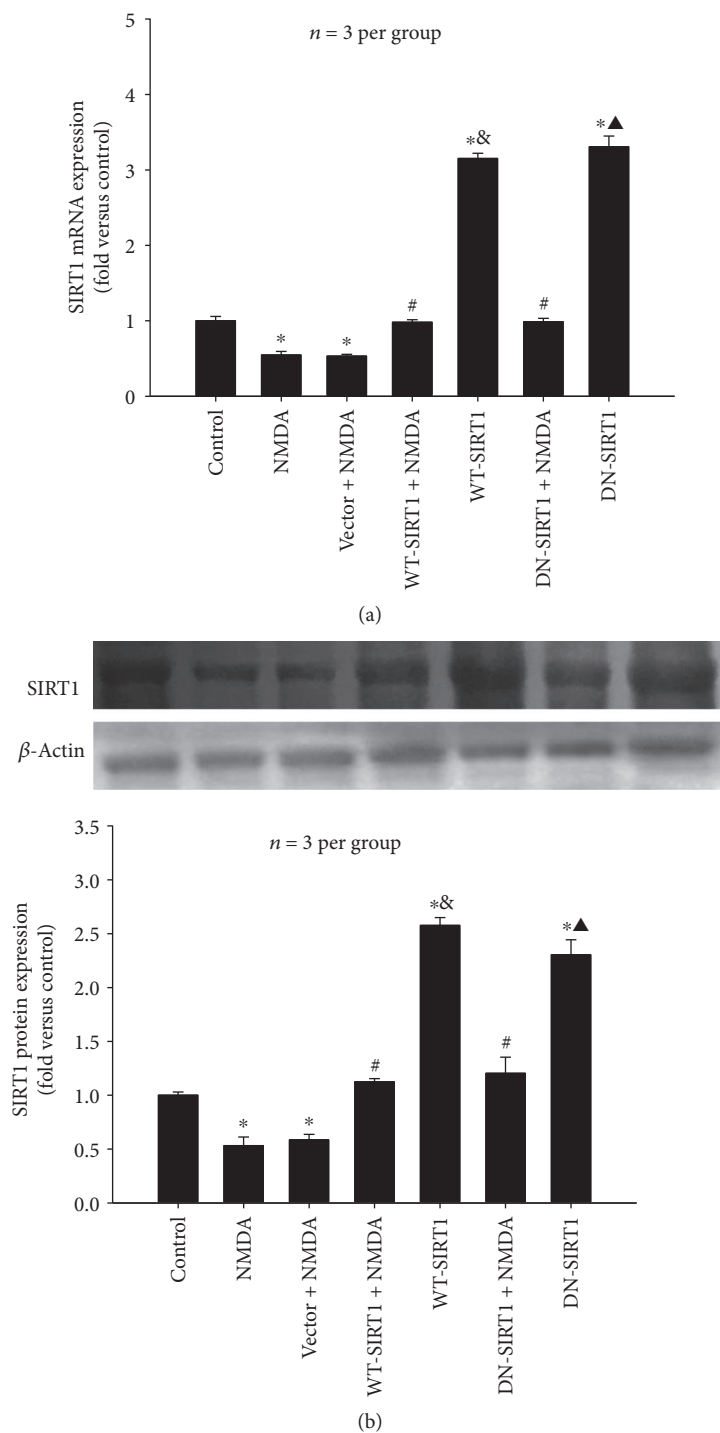 n = 3 per group
5
4
3
2
1
0
SIRT1 mRNA expression
(fold versus control)
*
*
#
*&
#
*▲
Control
NMDA
Vector + NMDA
WT-SIRT1 + NMDA
WT-SIRT1
DN-SIRT1 + NMDA
DN-SIRT1
(a)
SIRT1
β-Actin
n = 3 per group
3.5
3.0
2.5
2.0
1.5
1.0
0.5
0.0
SIRT1 protein expression
(fold versus control)
*
*
#
*&
#
*▲
Control
NMDA
Vector + NMDA
WT-SIRT1 + NMDA
WT-SIRT1
DN-SIRT1 + NMDA
DN-SIRT1
(b)